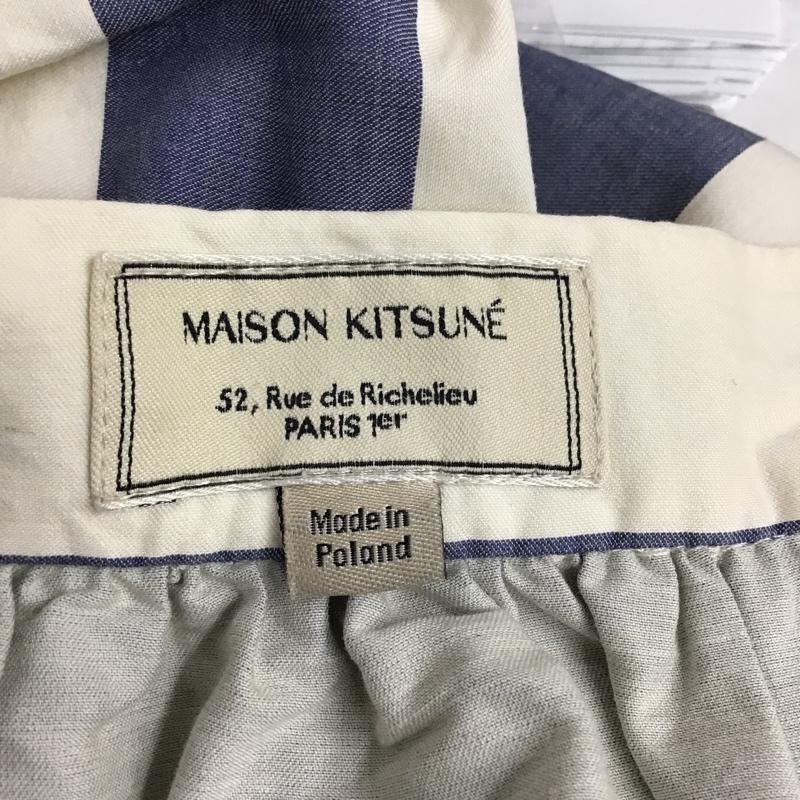 MAISON KITSUNÉ
52, Rue de Richelieu
PARIS 1er
Made in
Poland